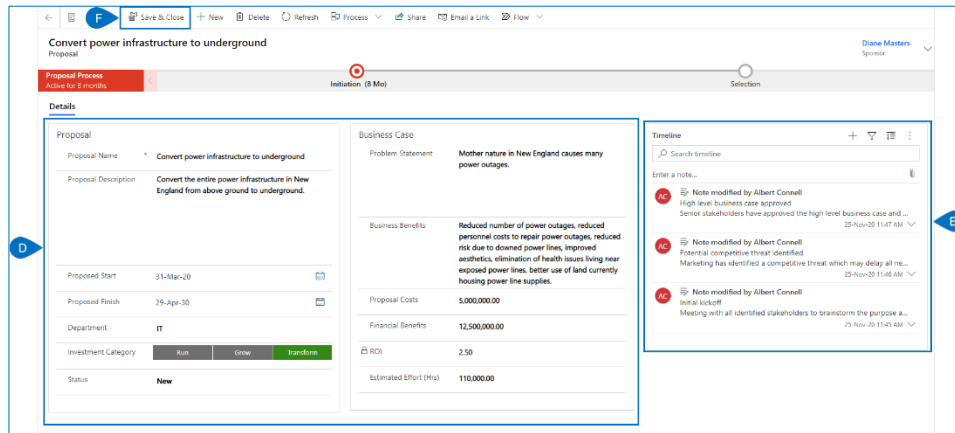 F
Save & Close
New
Delete
Refresh
Process
Share
Email a Link
Flow
Convert power infrastructure to underground
Proposal
Diane Masters
Sponsor
Proposal Process
Active for 8 months
Initiation (8 Mo)
Selection
Details
D
Proposal
Proposal Name * Convert power infrastructure to underground
Proposal Description
Convert the entire power infrastructure in New
England from above ground to underground.
Proposed Start 31-Mar-20
Proposed Finish 29-Apr-30
Department IT
Investment Category Run Grow Transform
Status New
Business Case
Problem Statement
Mother nature in New England causes many
power outages.
Business Benefits
Reduced number of power outages, reduced
personnel costs to repair power outages, reduced
risk due to downed power lines, improved
aesthetics, elimination of health issues living near
exposed power lines, better use of land currently
housing power line supplies.
Proposal Costs 5,000,000.00
Financial Benefits 12,500,000.00
ROI 2.50
Estimated Effort (Hrs) 110,000.00
Timeline
Search timeline
Enter a note...
AC
Note modified by Albert Connell
High level business case approved
Senior stakeholders have approved the high level business case and ...
25-Nov-20 11:47 AM
AC
Note modified by Albert Connell
Potential competitive threat identified
Marketing has identified a competitive threat which may delay all ne...
25-Nov-20 11:46 AM
AC
Note modified by Albert Connell
Initial kickoff
Meeting with all identified stakeholders to brainstorm the purpose a...
25-Nov-20 11:45 AM
E